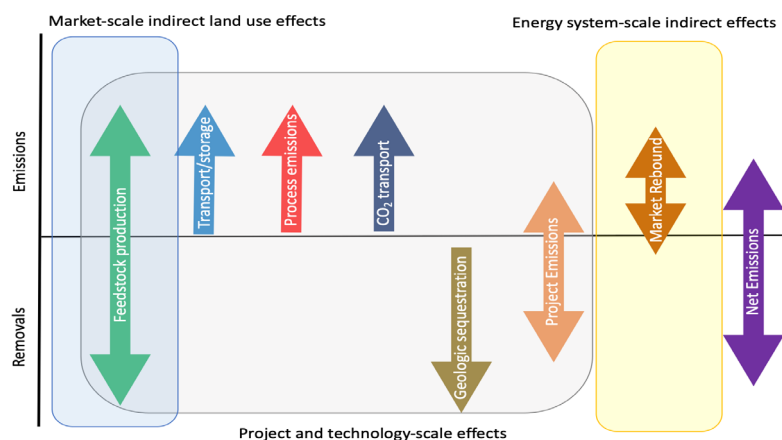 Market-scale indirect land use effects
Energy system-scale indirect effects
Emissions
Removals
Feedstock production
Transport/storage
Process emissions
CO₂ transport
Geologic sequestration
Project Emissions
Market Rebound
Net Emissions
Project and technology-scale effects